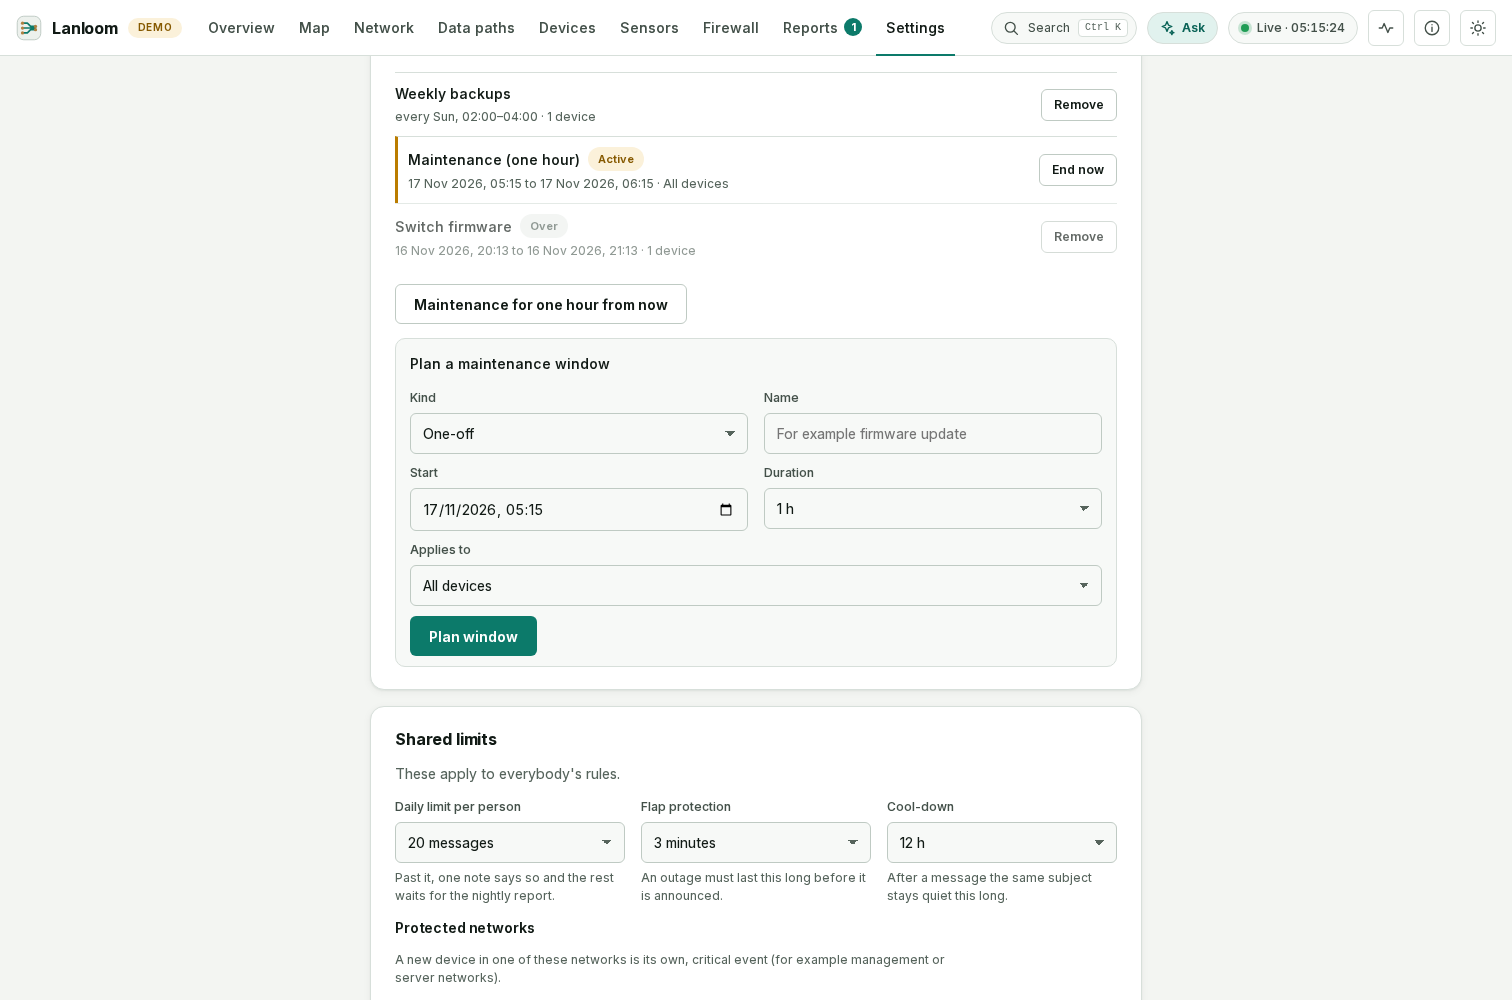 Lanloom DEMO Overview Map Network Data paths Devices Sensors Firewall Reports 1 Settings Search Ctrl K Ask Live · 05:15:24
Weekly backups
every Sun, 02:00–04:00 · 1 device
Remove
Maintenance (one hour) Active
17 Nov 2026, 05:15 to 17 Nov 2026, 06:15 · All devices
End now
Switch firmware Over
16 Nov 2026, 20:13 to 16 Nov 2026, 21:13 · 1 device
Remove
Maintenance for one hour from now
Plan a maintenance window
Kind
One-off
Name
For example firmware update
Start
17/11/2026, 05:15
Duration
1 h
Applies to
All devices
Plan window
Shared limits
These apply to everybody's rules.
Daily limit per person
20 messages
Past it, one note says so and the rest
waits for the nightly report.
Flap protection
3 minutes
An outage must last this long before it
is announced.
Cool-down
12 h
After a message the same subject
stays quiet this long.
Protected networks
A new device in one of these networks is its own, critical event (for example management or
server networks).